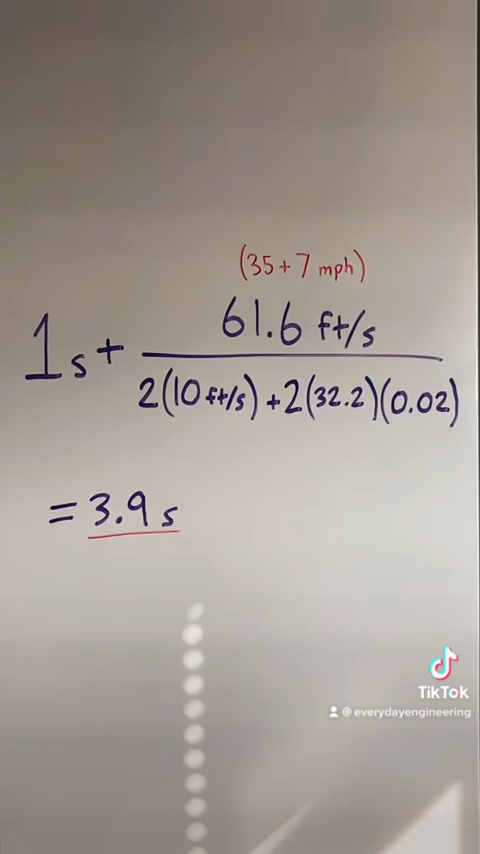 (35 + 7 mph)
1s + 61.6 ft/s
2(10 ft/s) + 2(32.2)(0.02)
= 3.9 s
TikTok
@everydayengineering